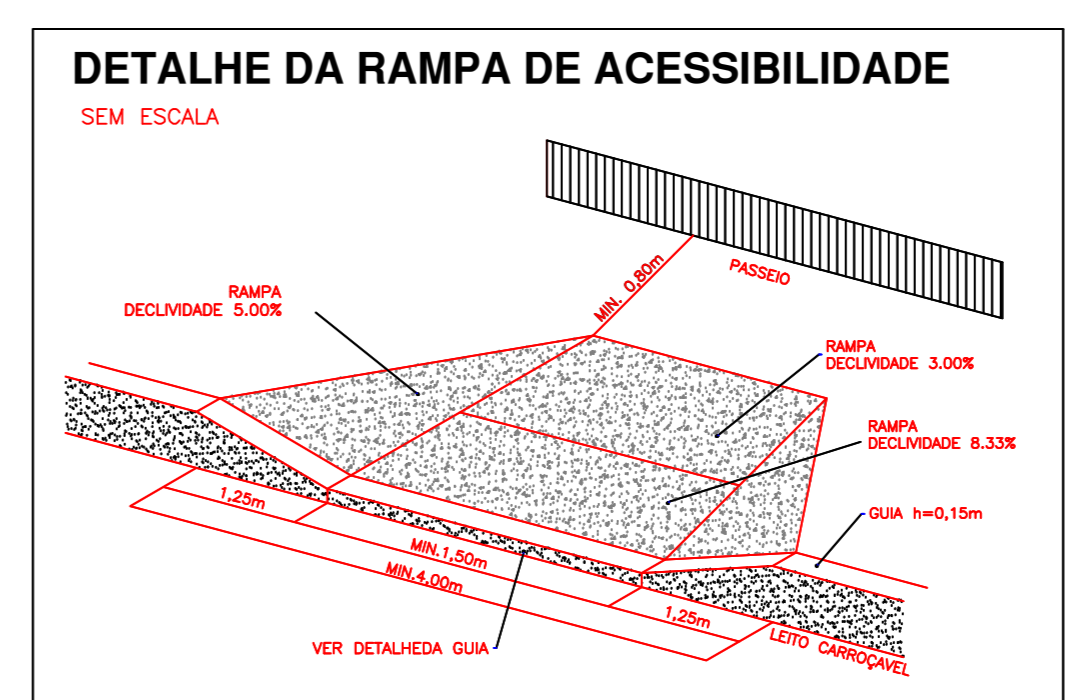 DETALHE DA RAMPA DE ACESSIBILIDADE
SEM ESCALA
PASSEIO
MIN. 0,80m
RAMPA
DECLIVIDADE 5.00%
RAMPA
DECLIVIDADE 3.00%
RAMPA
DECLIVIDADE 8.33%
GUIA h=0,15m
1,25m
MIN.1,50m
MIN.4.00m
1,25m
LEITO CARROÇAVEL
VER DETALHEDA GUIA